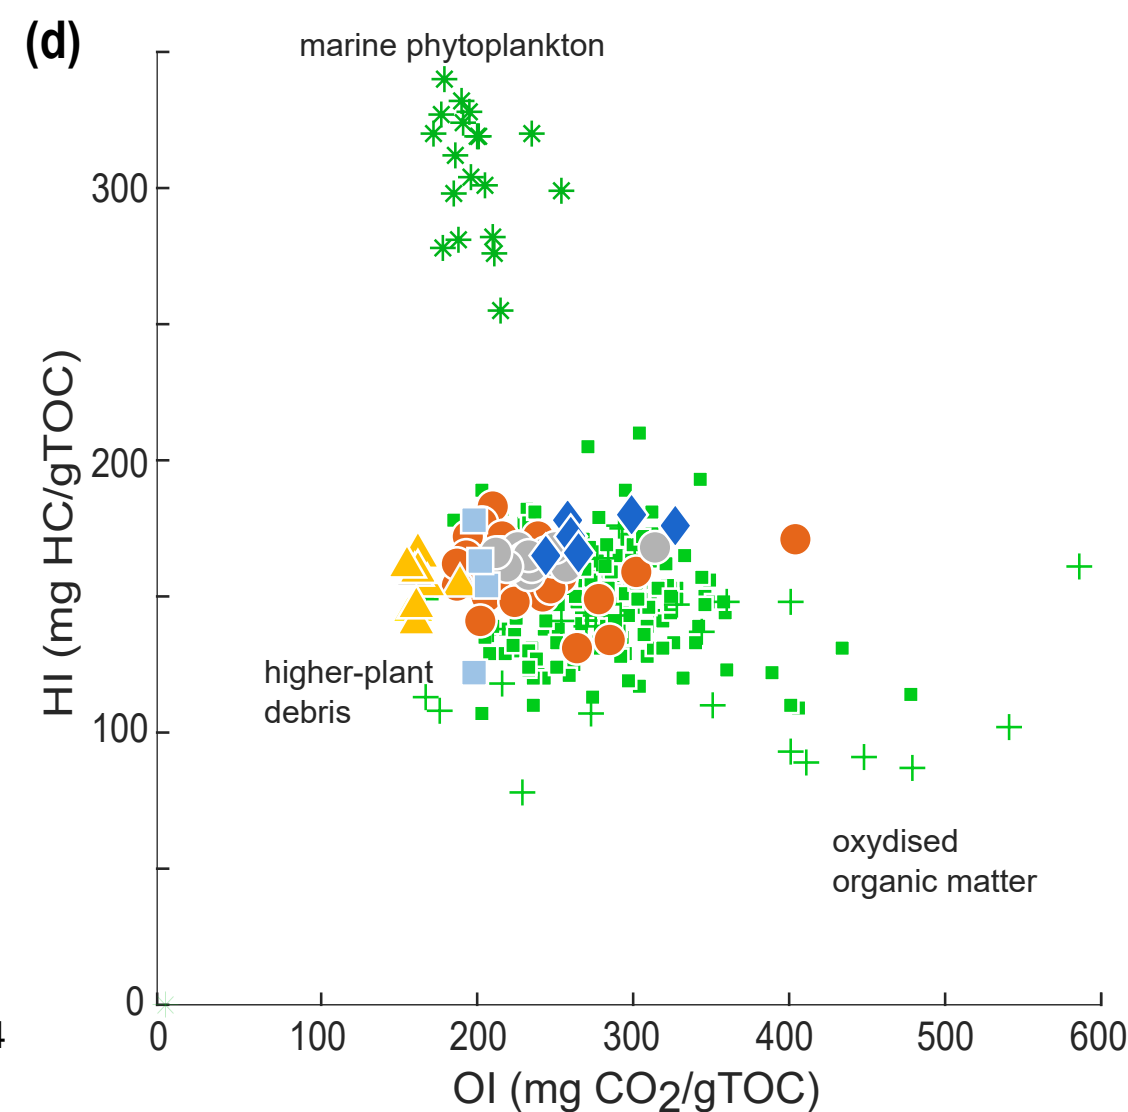 (d)
marine phytoplankton
300
200
100
0
HI (mg HC/gTOC)
higher-plant
debris
oxydised
organic matter
4
0 100 200 300 400 500 600
OI (mg CO2/gTOC)